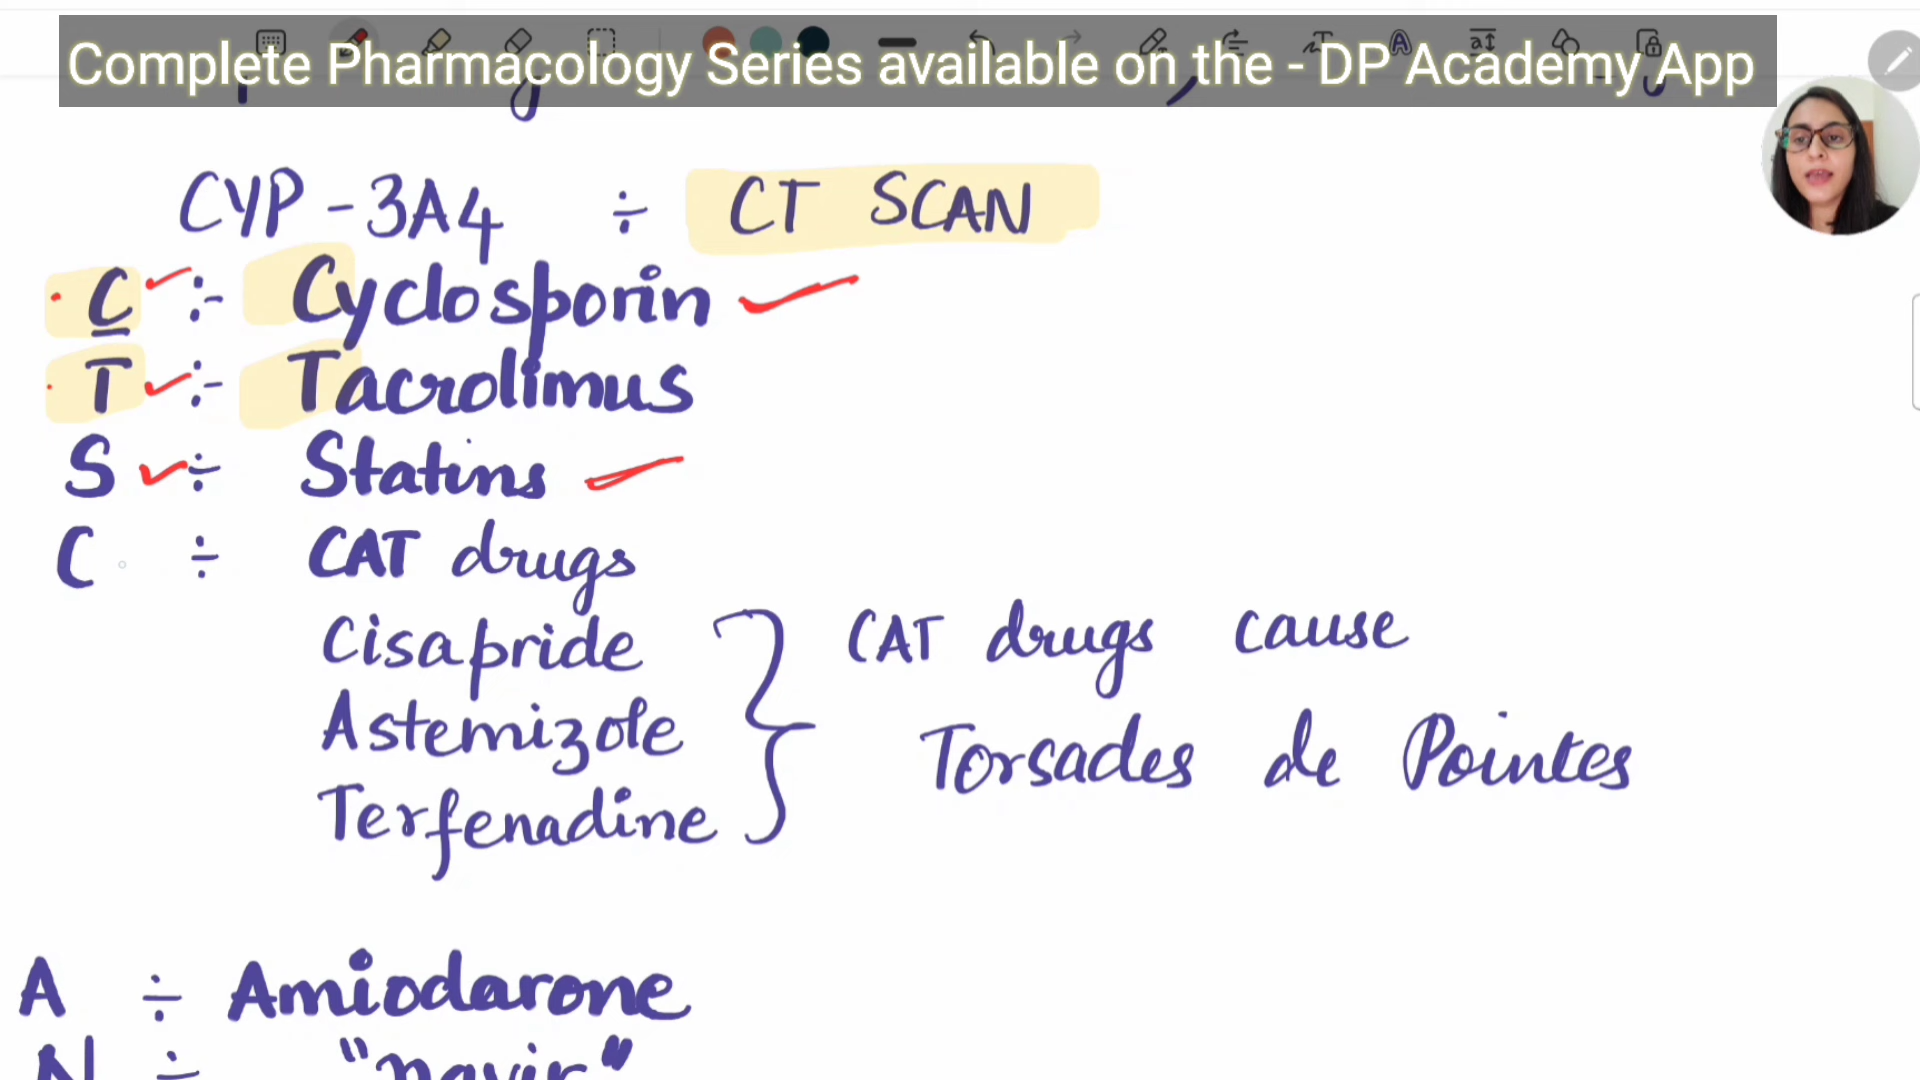 Complete Pharmacology Series available on the - DP Academy App
CYP-3A4 ÷ CT SCAN
C ÷ Cyclosporin
T ÷ Tacrolimus
S ÷ Statins
C ÷ CAT drugs
Cisapride
Astemizole
Terfenadine
CAT drugs cause
Torsades de Pointes
A ÷ Amiodarone
N ÷ "navir"